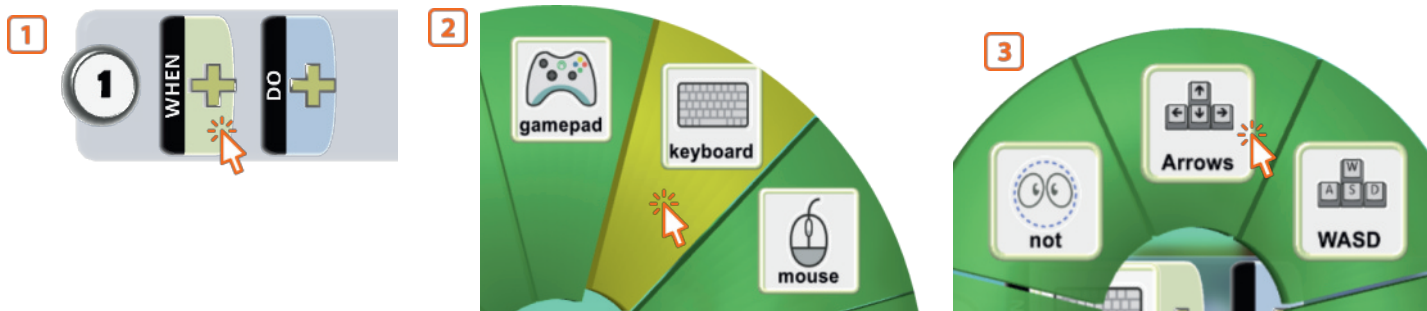 1
1
WHEN
DO
2
gamepad
keyboard
mouse
3
not
Arrows
W
A S D
WASD